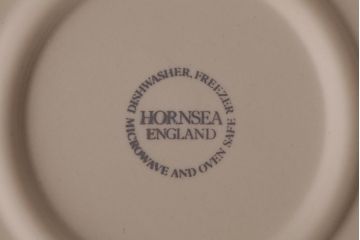 DISHWASHER, FREEZER
HORNSEA
ENGLAND
MICROWAVE AND OVEN SAFE